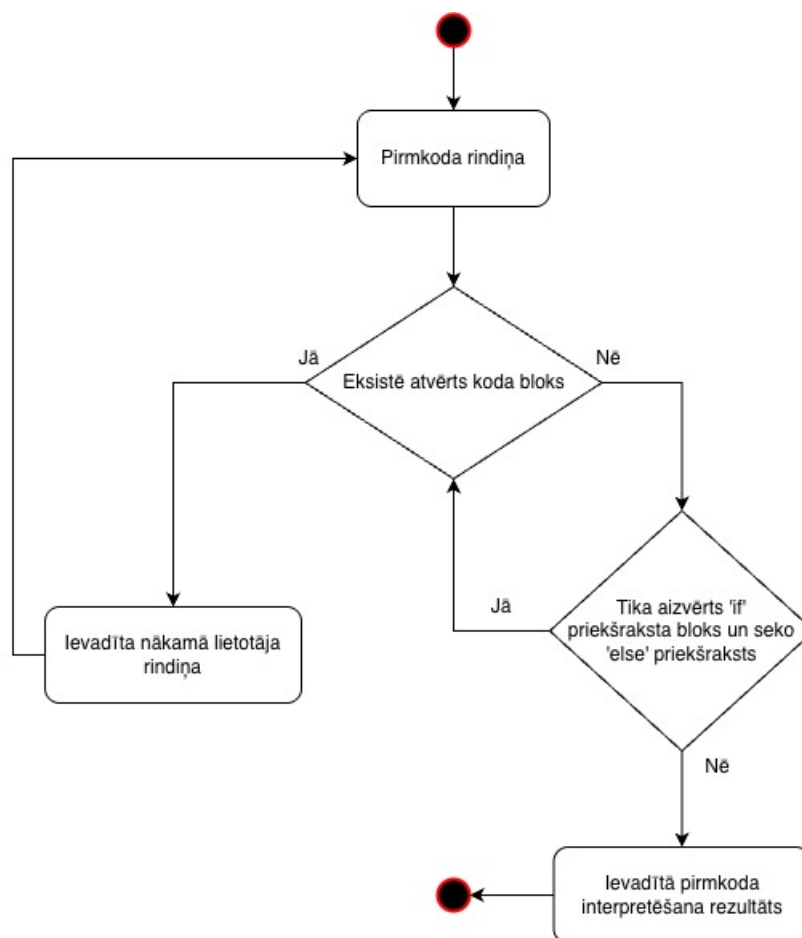 Pirmkoda rindiņa
Jā
Nē
Eksistē atvērts koda bloks
Jā
Tika aizvērts 'if'
priekšraksta bloks un seko
'else' priekšraksts
Ievadīta nākamā lietotāja
rindiņa
Nē
Ievadītā pirmkoda
interpretēšana rezultāts